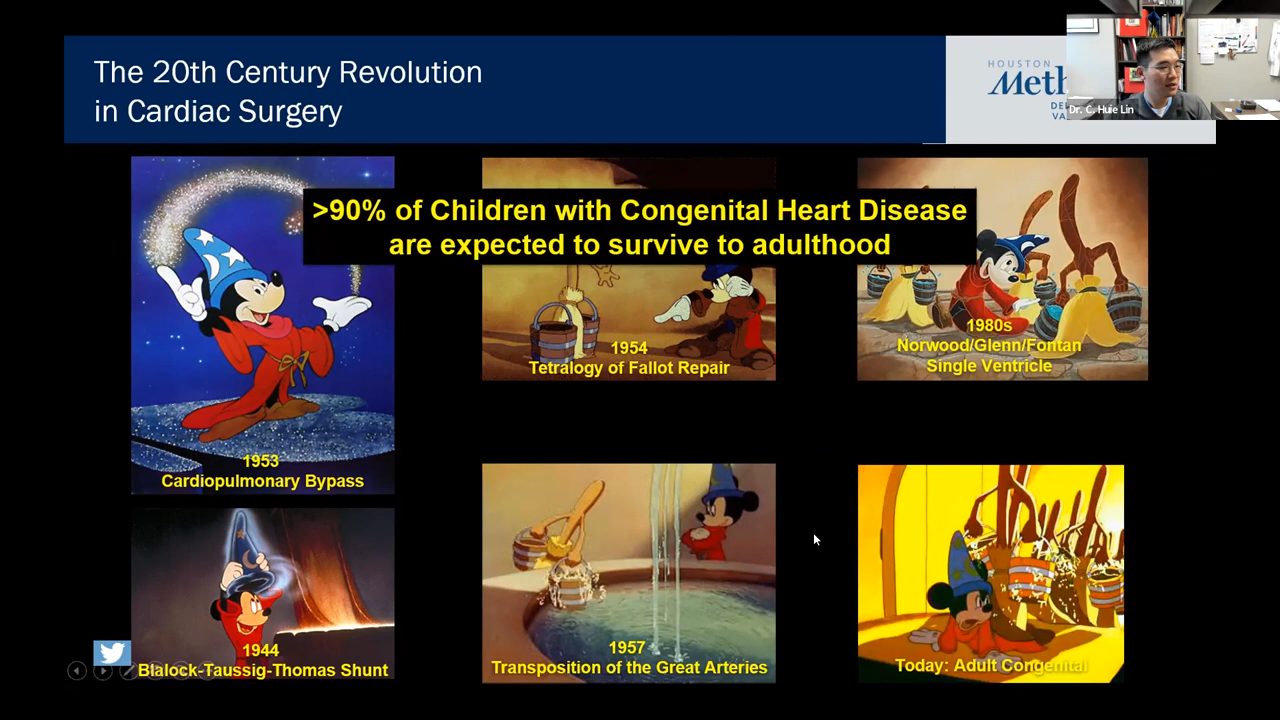 The 20th Century Revolution
in Cardiac Surgery
HOUSTON
Meth
DE
VA
Dr. C. Huie Lin
>90% of Children with Congenital Heart Disease
are expected to survive to adulthood
1953
Cardiopulmonary Bypass
1954
Tetralogy of Fallot Repair
1980s
Norwood/Glenn/Fontan
Single Ventricle
1944
Blalock-Taussig-Thomas Shunt
1957
Transposition of the Great Arteries
Today: Adult Congenital